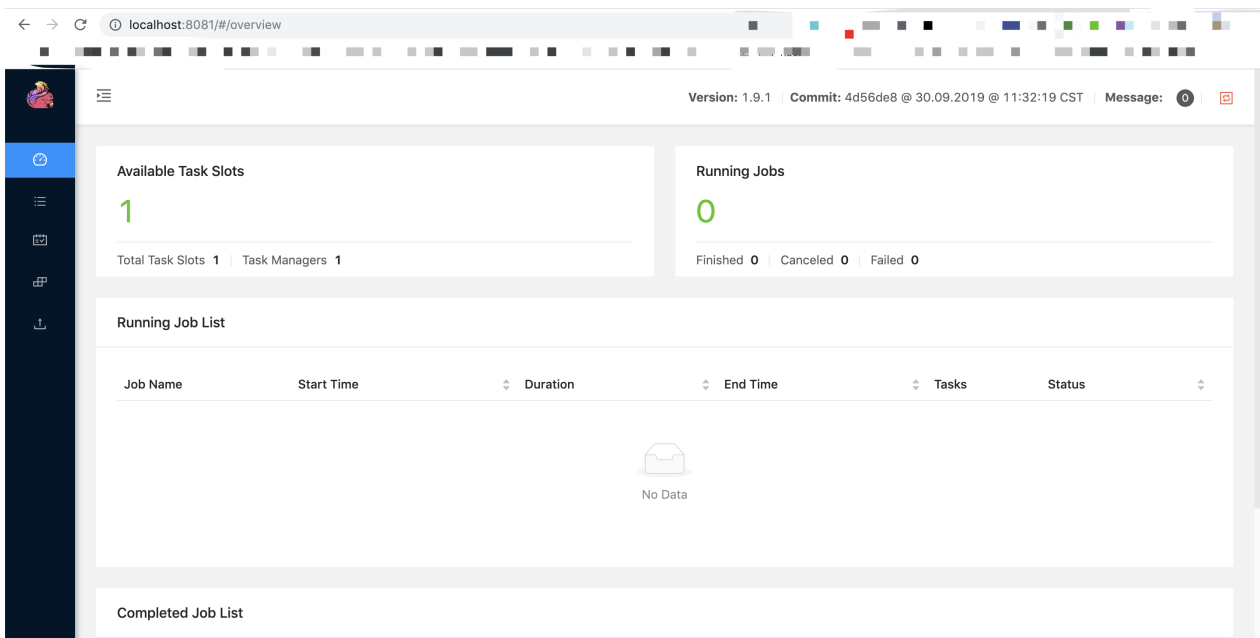 localhost:8081/#/overview
Version: 1.9.1 Commit: 4d56de8 @ 30.09.2019 @ 11:32:19 CST Message: 0
Available Task Slots
1
Total Task Slots 1 Task Managers 1
Running Jobs
0
Finished 0 Canceled 0 Failed 0
Running Job List
Job Name Start Time Duration End Time Tasks Status
No Data
Completed Job List